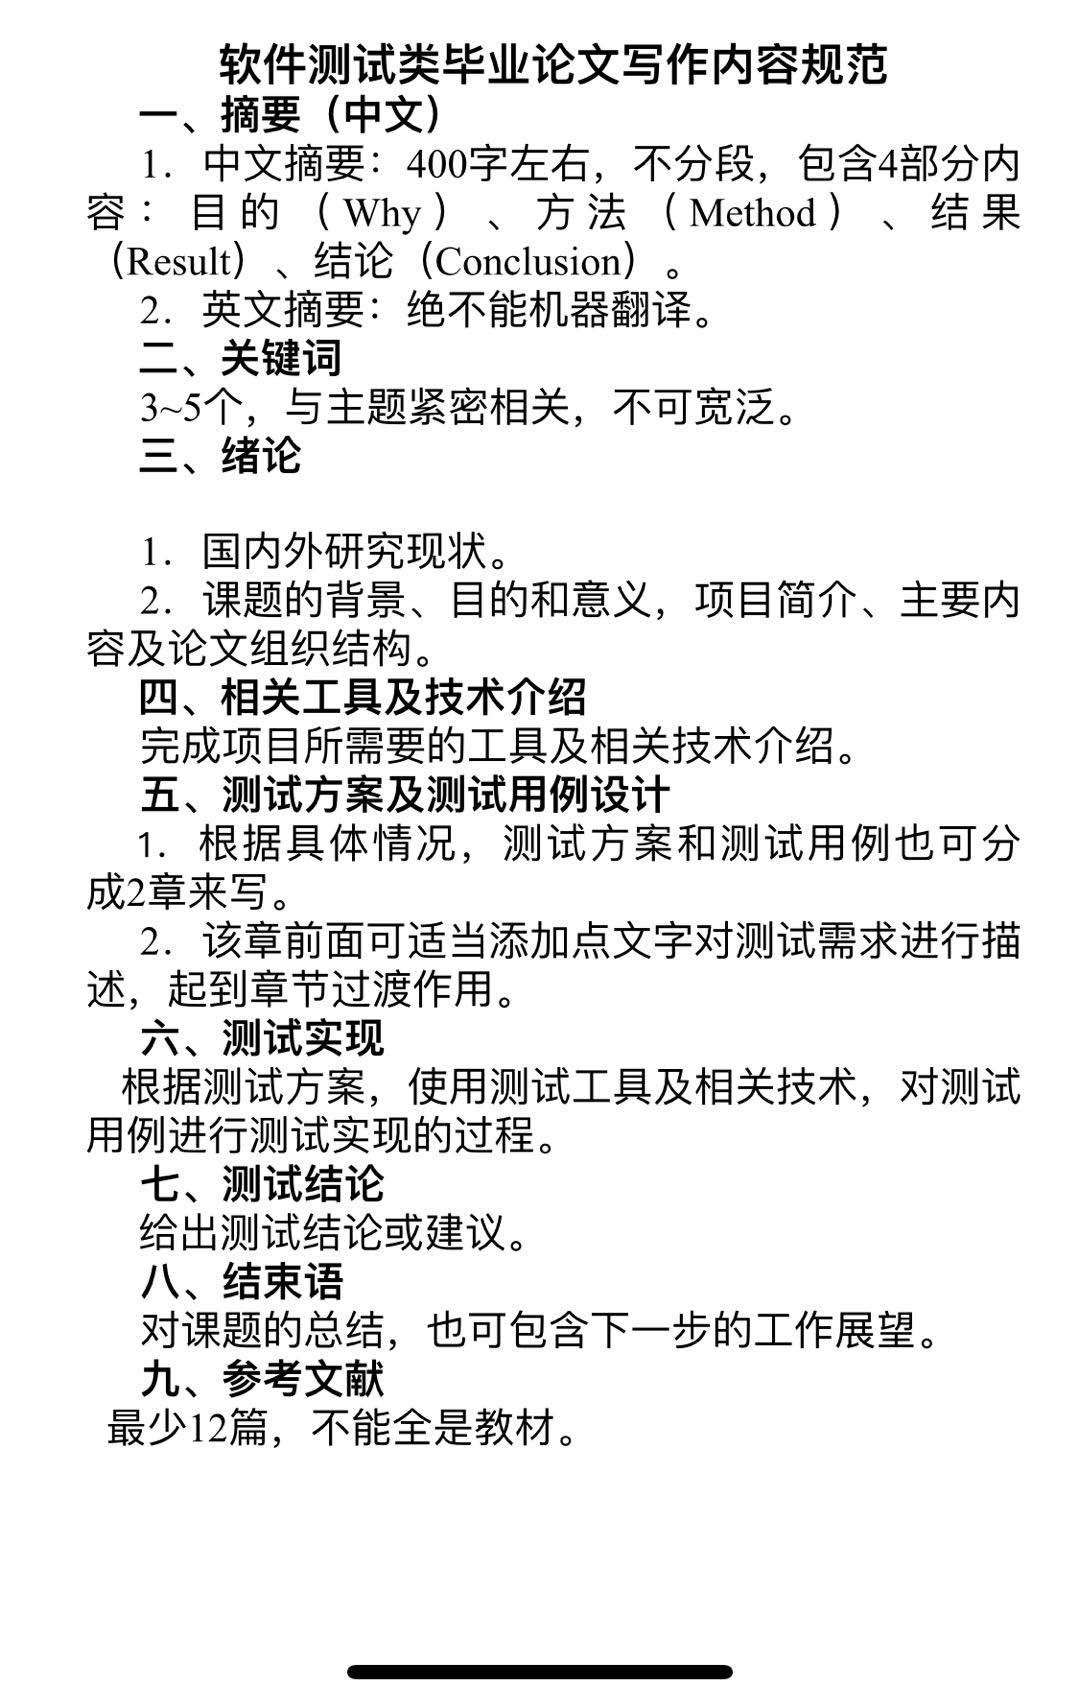 软件测试类毕业论文写作内容规范
一、摘要（中文）
1．中文摘要：400字左右，不分段，包含4部分内
容：目的（Why）、方法（Method）、结果
（Result）、结论（Conclusion）。
2．英文摘要：绝不能机器翻译。
二、关键词
3~5个，与主题紧密相关，不可宽泛。
三、绪论
1．国内外研究现状。
2．课题的背景、目的和意义，项目简介、主要内
容及论文组织结构。
四、相关工具及技术介绍
完成项目所需要的工具及相关技术介绍。
五、测试方案及测试用例设计
1．根据具体情况，测试方案和测试用例也可分
成2章来写。
2．该章前面可适当添加点文字对测试需求进行描
述，起到章节过渡作用。
六、测试实现
根据测试方案，使用测试工具及相关技术，对测试
用例进行测试实现的过程。
七、测试结论
给出测试结论或建议。
八、结束语
对课题的总结，也可包含下一步的工作展望。
九、参考文献
最少12篇，不能全是教材。